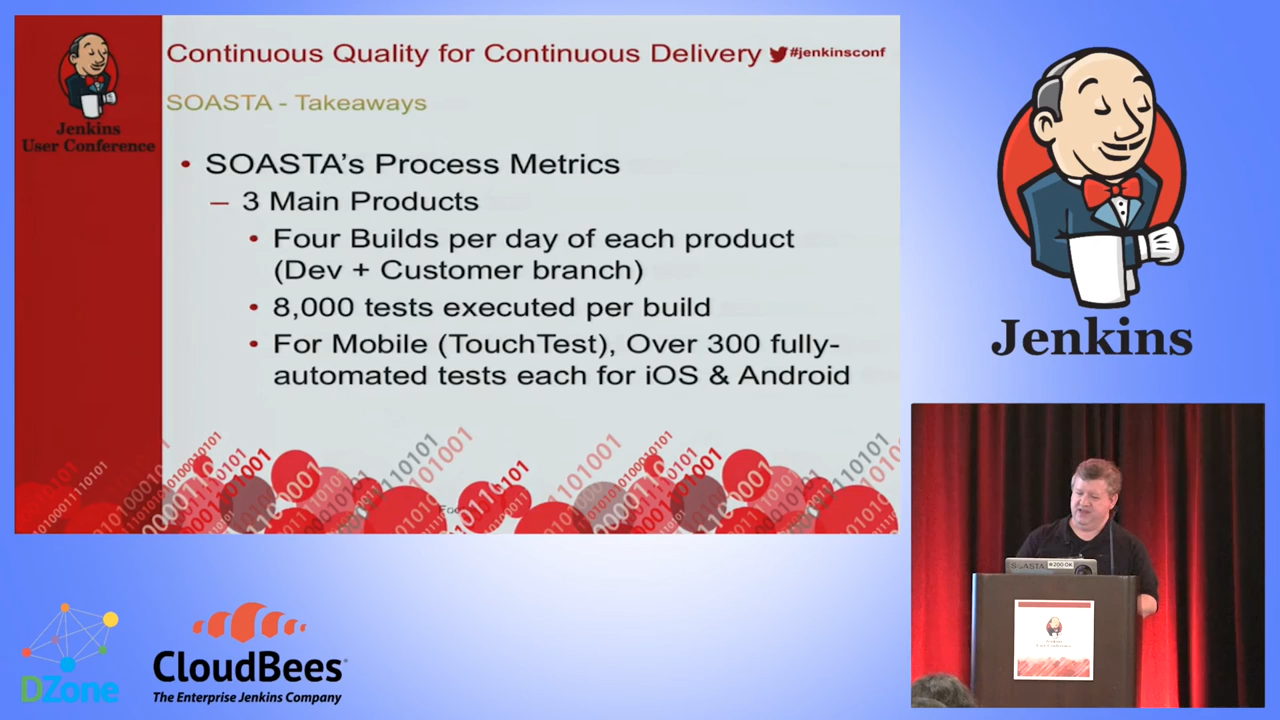 Continuous Quality for Continuous Delivery #jenkinsconf
SOASTA - Takeaways
Jenkins
User Conference
• SOASTA's Process Metrics
– 3 Main Products
• Four Builds per day of each product
(Dev + Customer branch)
• 8,000 tests executed per build
• For Mobile (TouchTest), Over 300 fully-
automated tests each for iOS & Android
Jenkins
SOASTA
#200OK
DZone
CloudBees
The Enterprise Jenkins Company